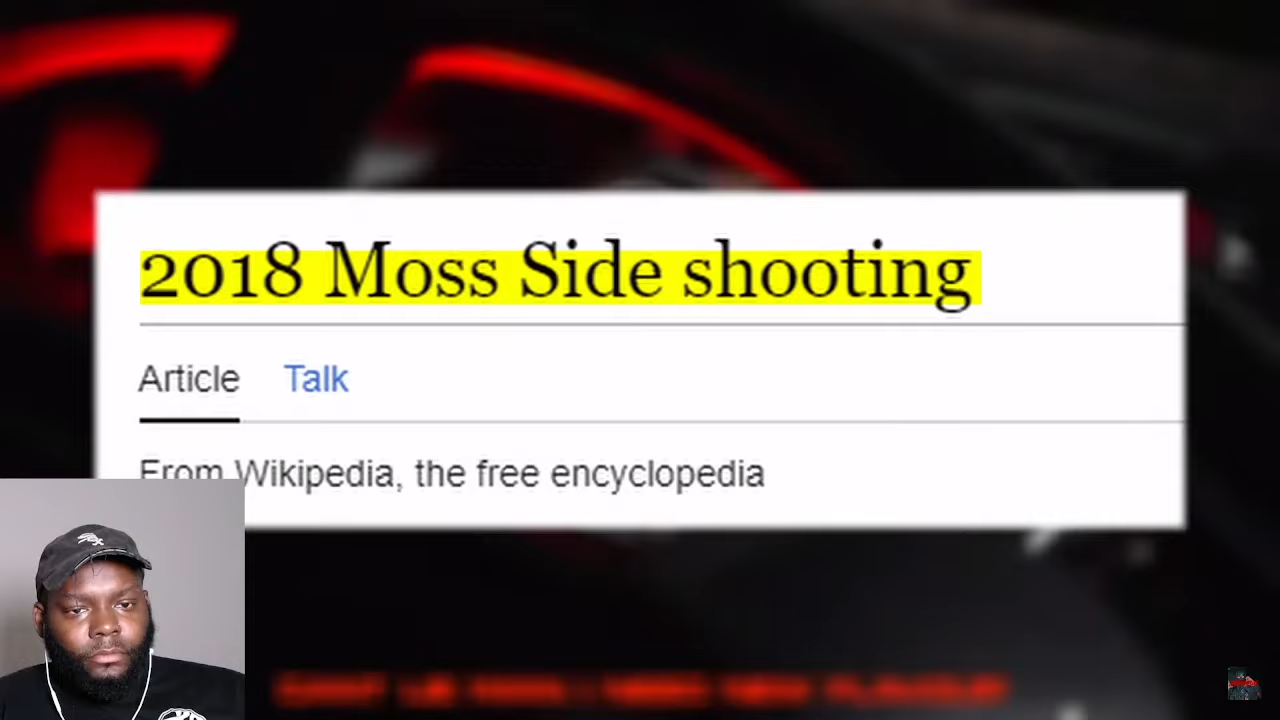 2018 Moss Side shooting
Article Talk
From Wikipedia, the free encyclopedia